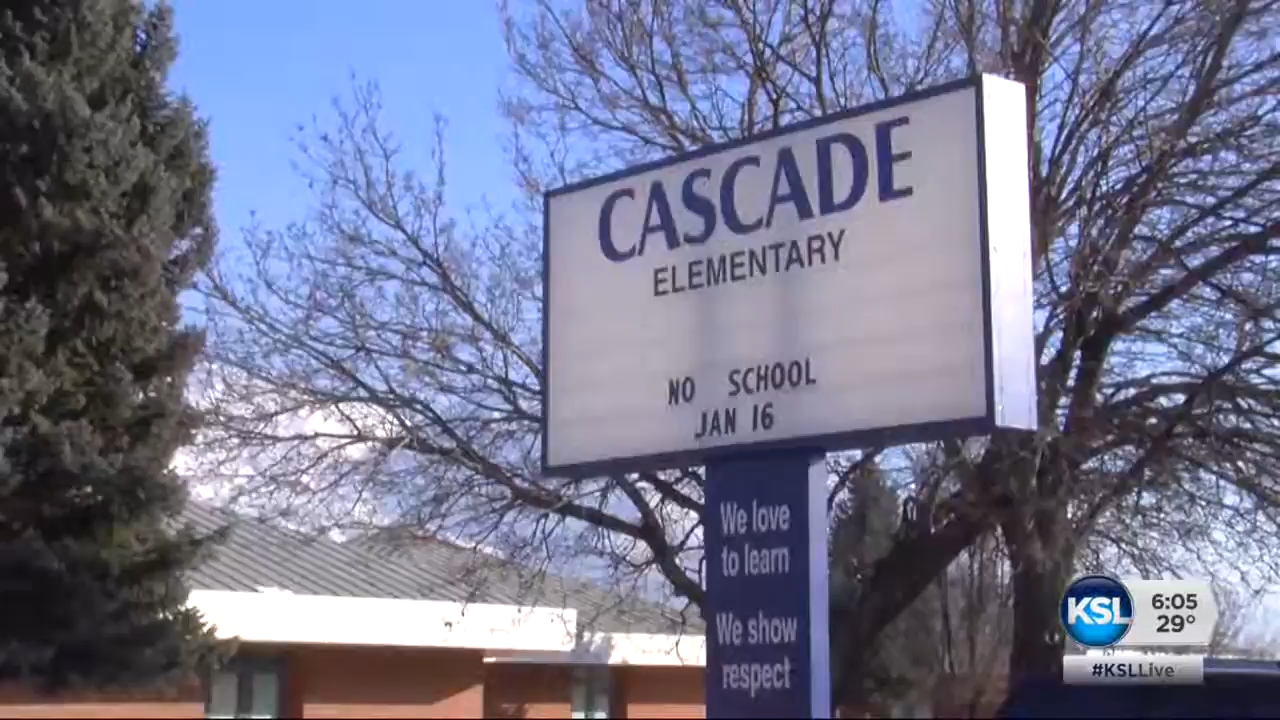 CASCADE
ELEMENTARY
NO SCHOOL
JAN 16
We love
to learn
We show
respect
KSL
6:05
29°
#KSLLive